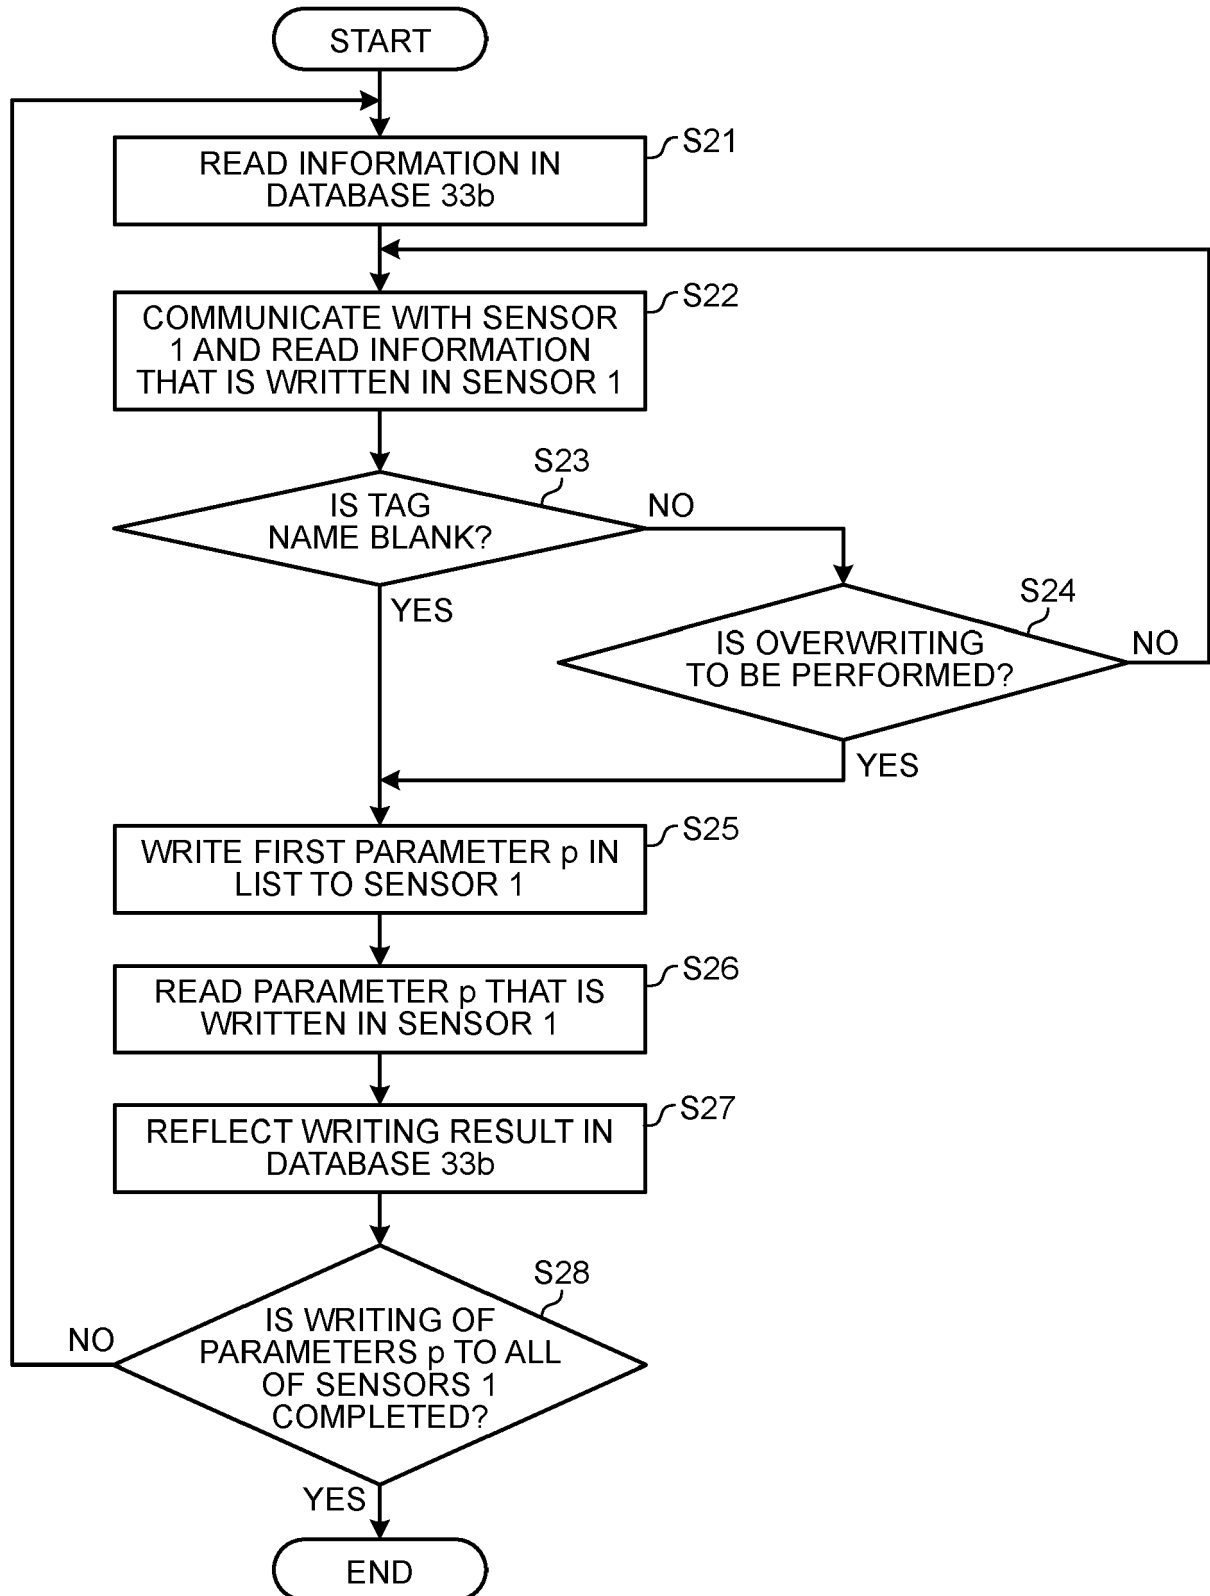 START
S21
READ INFORMATION IN
DATABASE 33b
S22
COMMUNICATE WITH SENSOR
1 AND READ INFORMATION
THAT IS WRITTEN IN SENSOR 1
S23
IS TAG
NAME BLANK?
NO
YES
S24
IS OVERWRITING
TO BE PERFORMED?
NO
YES
S25
WRITE FIRST PARAMETER p IN
LIST TO SENSOR 1
S26
READ PARAMETER p THAT IS
WRITTEN IN SENSOR 1
S27
REFLECT WRITING RESULT IN
DATABASE 33b
S28
IS WRITING OF
PARAMETERS p TO ALL
OF SENSORS 1
COMPLETED?
NO
YES
END